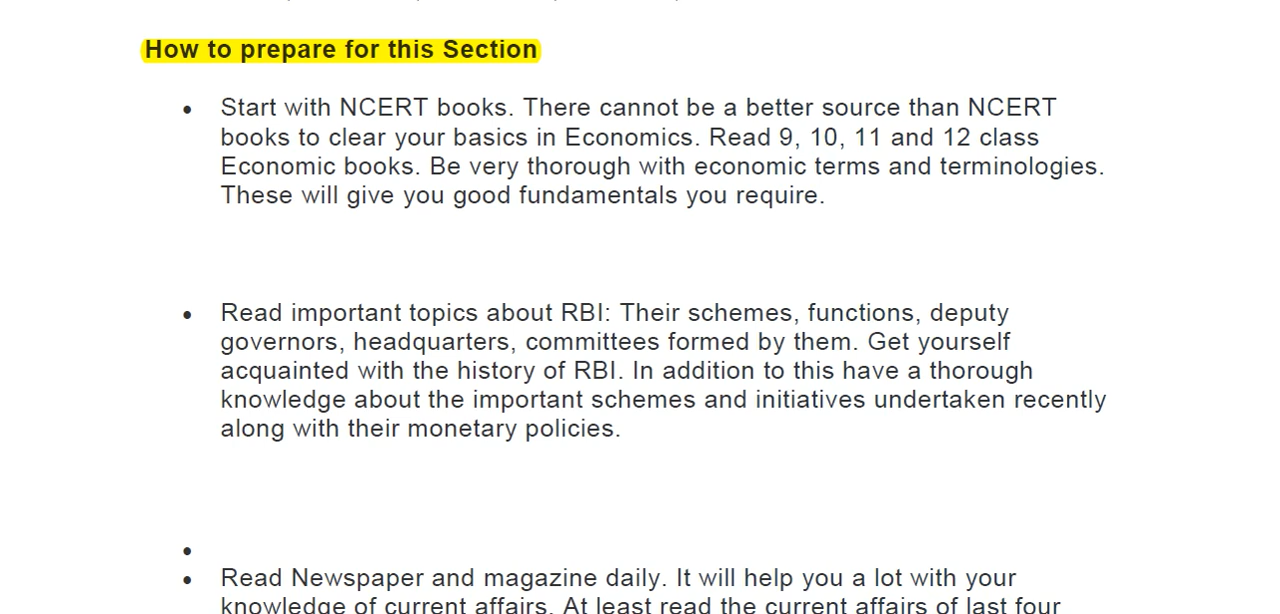 How to prepare for this Section
• Start with NCERT books. There cannot be a better source than NCERT
books to clear your basics in Economics. Read 9, 10, 11 and 12 class
Economic books. Be very thorough with economic terms and terminologies.
These will give you good fundamentals you require.
• Read important topics about RBI: Their schemes, functions, deputy
governors, headquarters, committees formed by them. Get yourself
acquainted with the history of RBI. In addition to this have a thorough
knowledge about the important schemes and initiatives undertaken recently
along with their monetary policies.
•
• Read Newspaper and magazine daily. It will help you a lot with your
knowledge of current affairs. At least read the current affairs of last four